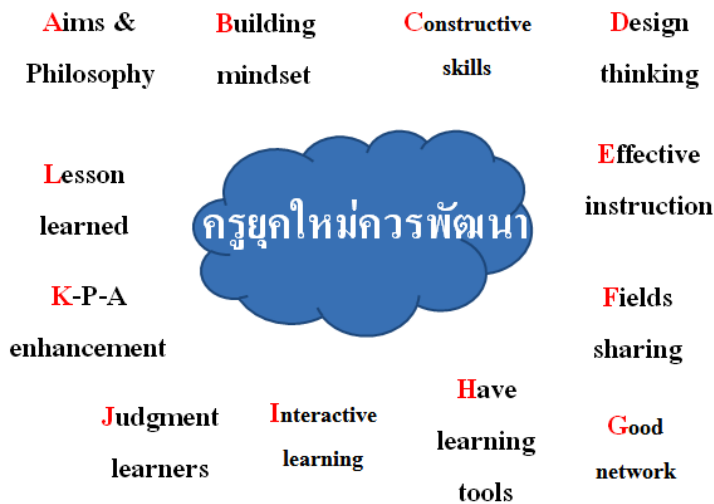 Aims &
Philosophy
Building
mindset
Constructive
skills
Design
thinking
Effective
instruction
Fields
sharing
Good
network
Have
learning
tools
Interactive
learning
Judgment
learners
K-P-A
enhancement
Lesson
learned
ครูยุคใหม่ควรพัฒนา